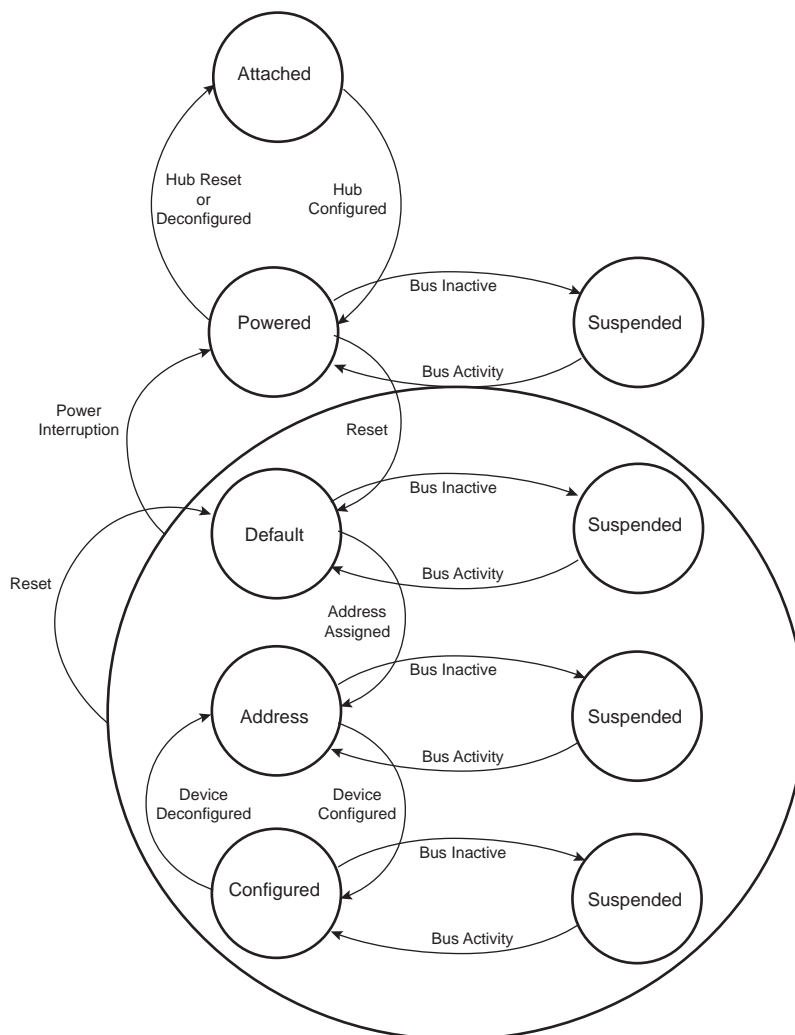 Attached
Hub Reset
or
Deconfigured
Hub
Configured
Bus Inactive
Powered
Suspended
Bus Activity
Power
Interruption
Reset
Bus Inactive
Default
Suspended
Bus Activity
Reset
Address
Assigned
Bus Inactive
Address
Suspended
Bus Activity
Device
Deconfigured
Device
Configured
Bus Inactive
Configured
Suspended
Bus Activity